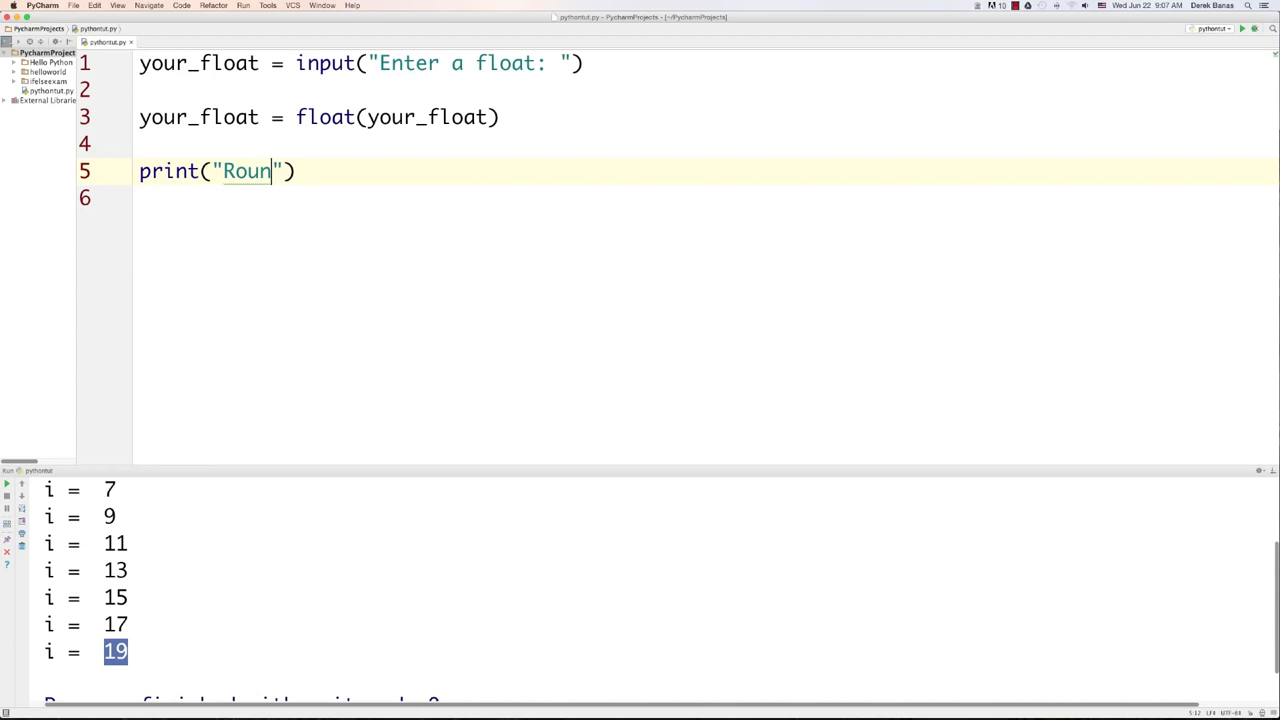 PyCharm File Edit View Navigate Code Refactor Run Tools VCS Window Help
10 Wed Jun 22 9:07 AM Derek Banas
pythontut.py - PycharmProjects - [~/PycharmProjects]
PycharmProjects pythontut.py
pythontut
pythontut.py ×
PycharmProject
Hello Python
helloworld
ifelseexam
pythontut.py
External Librarie
1 your_float = input("Enter a float: ")
2
3 your_float = float(your_float)
4
5 print("Roun")
6
Run pythontut
i = 7
i = 9
i = 11
i = 13
i = 15
i = 17
i = 19
5:12 LF÷ UTF-8÷